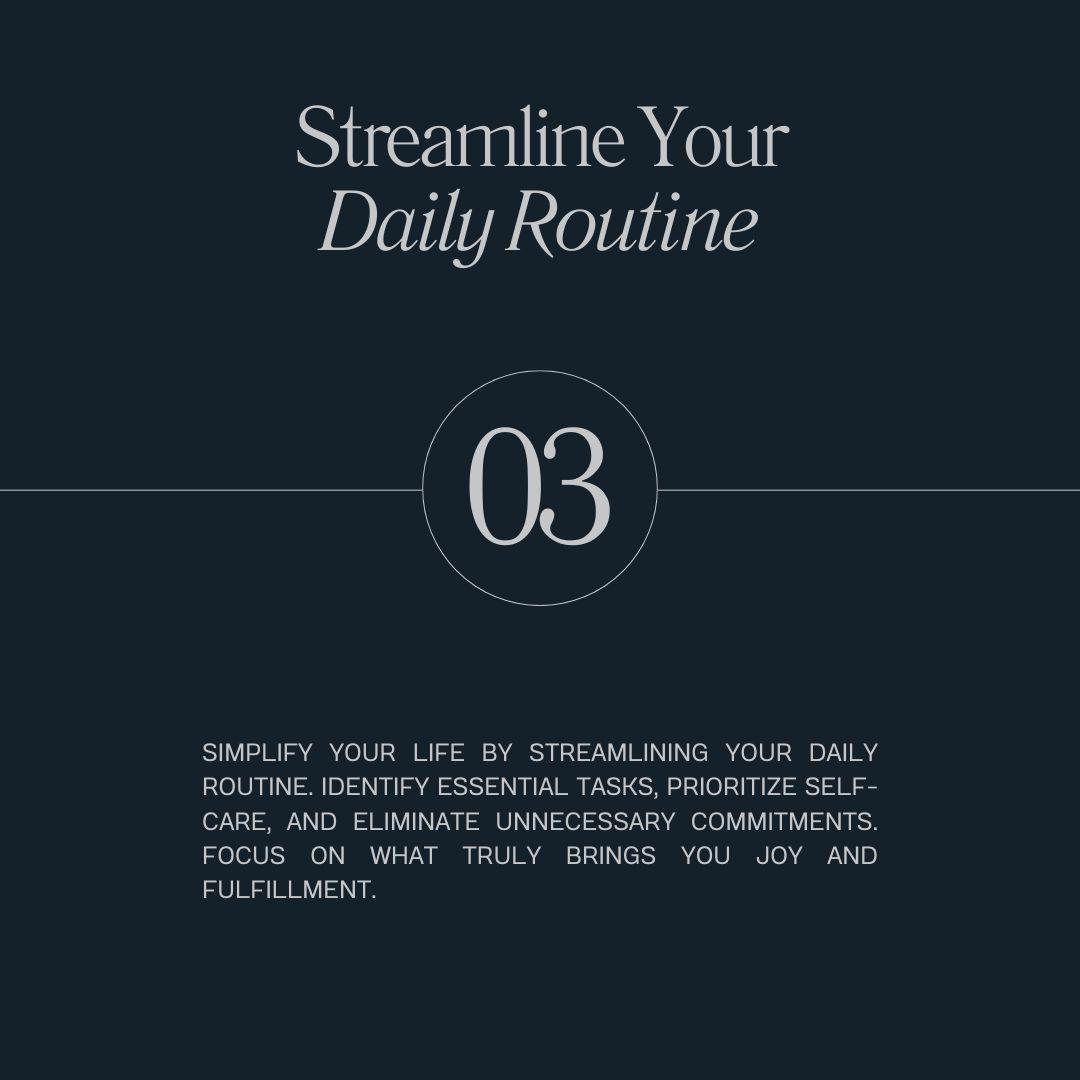 Streamline Your
Daily Routine
03
SIMPLIFY YOUR LIFE BY STREAMLINING YOUR DAILY
ROUTINE. IDENTIFY ESSENTIAL TASKS, PRIORITIZE SELF-
CARE, AND ELIMINATE UNNECESSARY COMMITMENTS.
FOCUS ON WHAT TRULY BRINGS YOU JOY AND
FULFILLMENT.